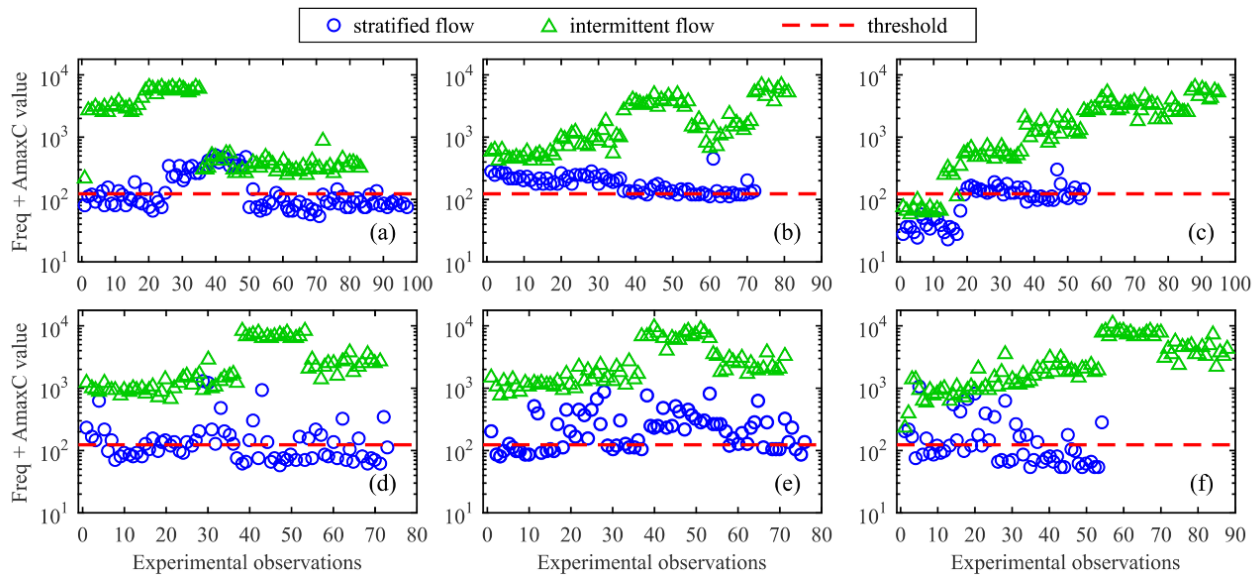 stratified flow intermittent flow threshold
Freq + AmaxC value
10^4
10^3
10^2
10^1
0 10 20 30 40 50 60 70 80 90 100
(a)
10^4
10^3
10^2
10^1
0 10 20 30 40 50 60 70 80 90
(b)
10^4
10^3
10^2
10^1
0 10 20 30 40 50 60 70 80 90 100
(c)
Freq + AmaxC value
10^4
10^3
10^2
10^1
0 10 20 30 40 50 60 70 80
(d)
Experimental observations
10^4
10^3
10^2
10^1
0 10 20 30 40 50 60 70 80
(e)
Experimental observations
10^4
10^3
10^2
10^1
0 10 20 30 40 50 60 70 80 90
(f)
Experimental observations